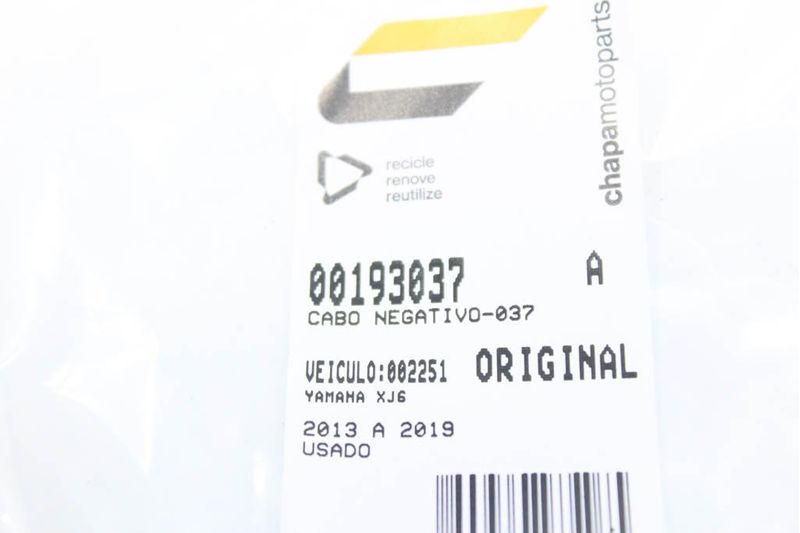 chapamotoparts
recicle
renove
reutilize
00193037 A
CABO NEGATIVO-037
VEICULO:002251 ORIGINAL
YAMAHA XJ6
2013 A 2019
USADO